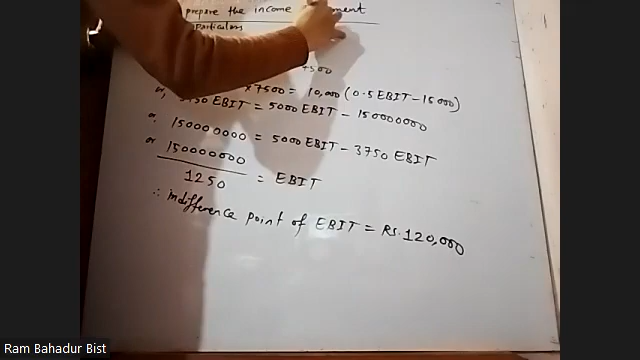 prepare the income
particulars
7500
or, × 7500 = 10,000 (0.5 EBIT - 15000)
3750 EBIT = 5000 EBIT - 150000000
or, 150000000 = 5000 EBIT - 3750 EBIT
or 150000000 / 1250 = EBIT
∴ indifference point of EBIT = Rs. 120,000
Ram Bahadur Bist